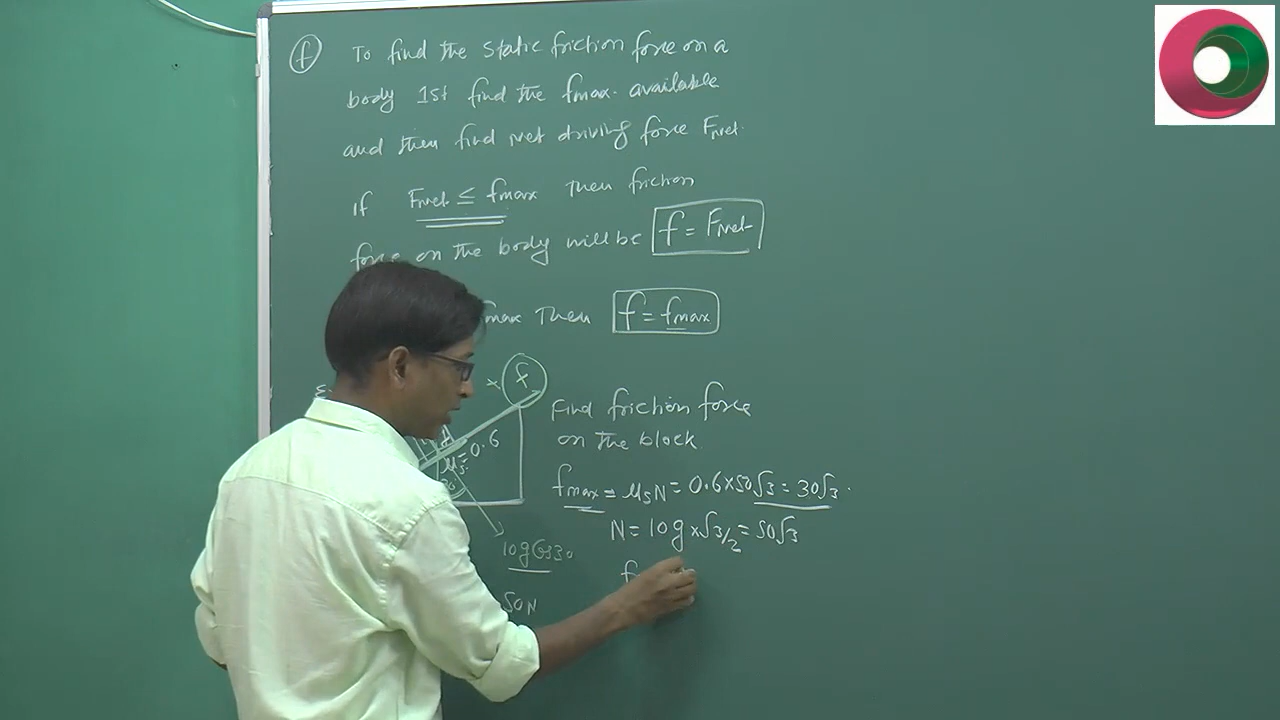 (f) To find the static friction force on a
body 1st find the fmax. available
and then find net driving force Fnet.
If Fnet ≤ fmax Then friction
force on the body will be f = Fnet
fmax Then f = fmax
x f
Find friction force
on the block
μs = 0.6
fmax = μsN = 0.6×50√3 = 30√3.
N = 10g×√3/2 = 50√3
10gCos30
50N
f